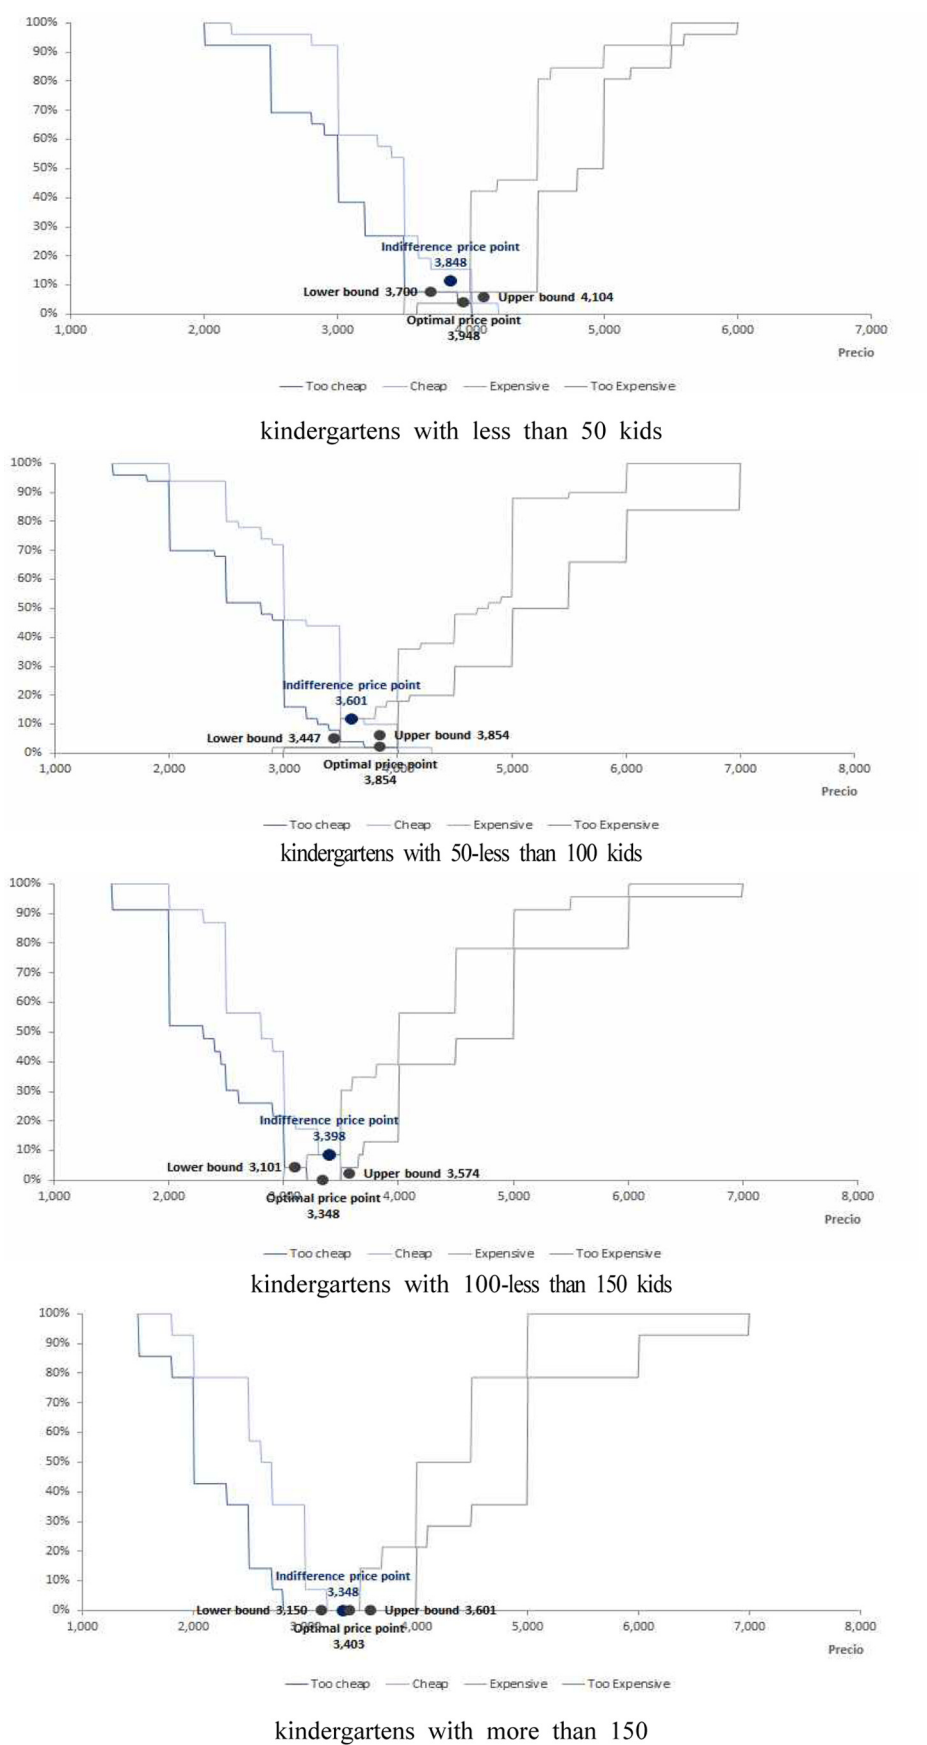 100%
90%
80%
70%
60%
50%
40%
30%
Indifference price point
20%
3,848
10%
Lower bound 3,700
Upper bound 4,104
0%
Optimal price point
1,000 2,000 3,000 4,000 5,000 6,000 7,000
3,948
Precio
Too cheap Cheap Expensive Too Expensive
kindergartens with less than 50 kids
100%
90%
80%
70%
60%
50%
40%
30%
Indifference price point
20%
3,601
10%
Lower bound 3,447
Upper bound 3,854
0%
Optimal price point
1,000 2,000 3,000 4,000 5,000 6,000 7,000 8,000
3,854
Precio
Too cheap Cheap Expensive Too Expensive
kindergartens with 50-less than 100 kids
100%
90%
80%
70%
60%
50%
40%
30%
20%
Indifference price point
3,398
10%
Lower bound 3,101
Upper bound 3,574
0%
1,000 2,000 3,000 4,000 5,000 6,000 7,000 8,000
Optimal price point
3,348
Precio
Too cheap Cheap Expensive Too Expensive
kindergartens with 100-less than 150 kids
100%
90%
80%
70%
60%
50%
40%
30%
20%
10%
Indifference price point
3,348
0%
Lower bound 3,150
Upper bound 3,601
1,000 2,000 3,000 4,000 5,000 6,000 7,000 8,000
Optimal price point
3,403
Precio
Too cheap Cheap Expensive Too Expensive
kindergartens with more than 150